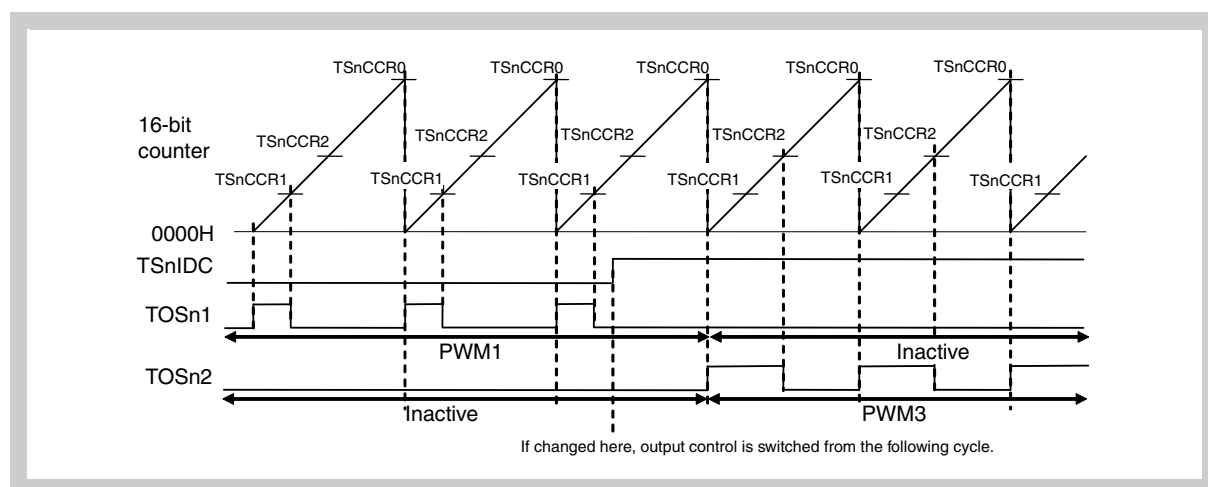 TSnCCR0 TSnCCR0 TSnCCR0 TSnCCR0 TSnCCR0
16-bit
counter
TSnCCR2 TSnCCR2 TSnCCR2 TSnCCR2 TSnCCR2
TSnCCR1 TSnCCR1 TSnCCR1 TSnCCR1 TSnCCR1 TSnCCR1
0000H
TSnIDC
TOSn1
PWM1 Inactive
TOSn2
Inactive PWM3
If changed here, output control is switched from the following cycle.